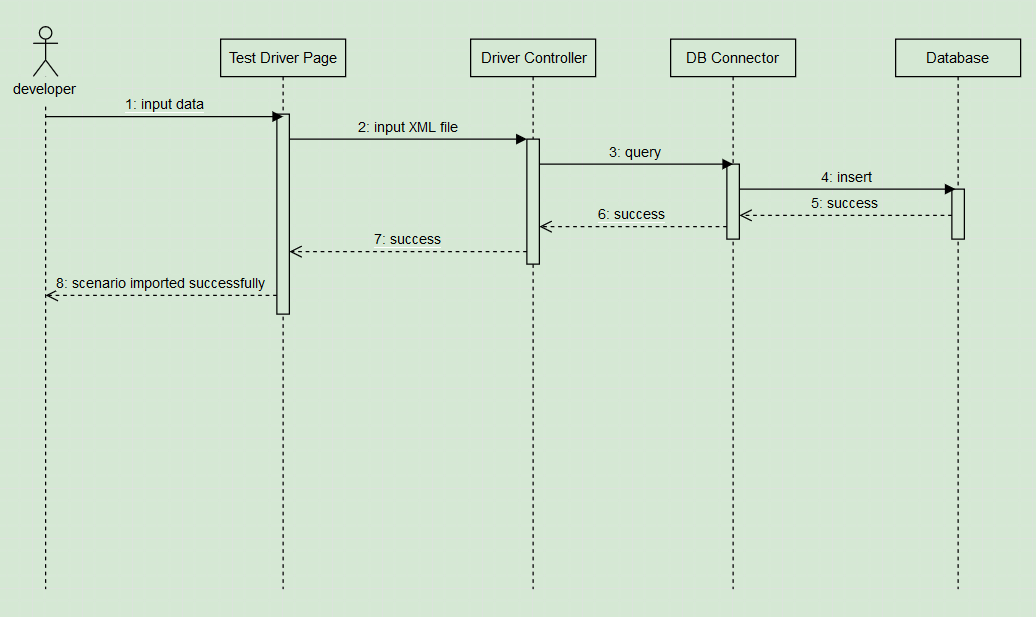 developer
Test Driver Page
Driver Controller
DB Connector
Database
1: input data
2: input XML file
3: query
4: insert
5: success
6: success
7: success
8: scenario imported successfully